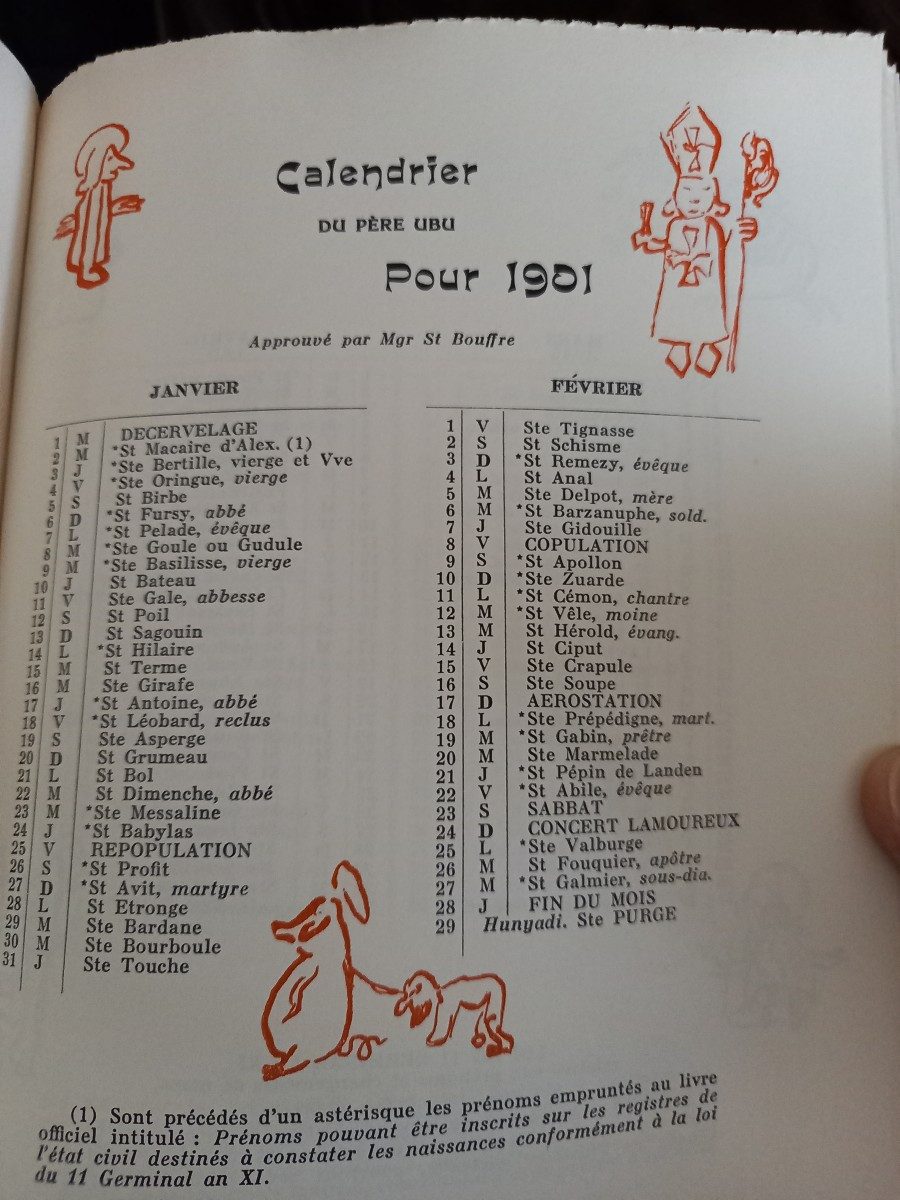 Calendrier
DU PÈRE UBU
Pour 1901
Approuvé par Mgr St Bouffre
JANVIER
1 M DECERVELAGE
2 M *St Macaire d'Alex. (1)
3 J *Ste Bertille, vierge et Vve
4 V *Ste Oringue, vierge
5 S St Birbe
6 D *St Fursy, abbé
7 L *St Pelade, évêque
8 M *Ste Goule ou Gudule
9 M *Ste Basilisse, vierge
10 J St Bateau
11 V Ste Gale, abbesse
12 S St Poil
13 D St Sagouin
14 L *St Hilaire
15 M St Terme
16 M Ste Girafe
17 J *St Antoine, abbé
18 V *St Léobard, reclus
19 S Ste Asperge
20 D St Grumeau
21 L St Bol
22 M St Dimenche, abbé
23 M *Ste Messaline
24 J *St Babylas
25 V REPOPULATION
26 S *St Profit
27 D *St Avit, martyre
28 L St Etronge
29 M Ste Bardane
30 M Ste Bourboule
31 J Ste Touche
FÉVRIER
1 V Ste Tignasse
2 S St Schisme
3 D *St Remezy, évêque
4 L St Anal
5 M Ste Delpot, mère
6 M *St Barzanuphe, sold.
7 J Ste Gidouille
8 V COPULATION
9 S *St Apollon
10 D *Ste Zuarde
11 L *St Cémon, chantre
12 M *St Vêle, moine
13 M St Hérold, évang.
14 J St Ciput
15 V Ste Crapule
16 S Ste Soupe
17 D AEROSTATION
18 L *Ste Prépédigne, mart.
19 M *St Gabin, prêtre
20 M Ste Marmelade
21 J *St Pépin de Landen
22 V *St Abile, évêque
23 S SABBAT
24 D CONCERT LAMOUREUX
25 L *Ste Valburge
26 M St Fouquier, apôtre
27 M *St Galmier, sous-dia.
28 J FIN DU MOIS
29 Hunyadi. Ste PURGE
(1) Sont précédés d'un astérisque les prénoms empruntés au livre
officiel intitulé : Prénoms pouvant être inscrits sur les registres de
l'état civil destinés à constater les naissances conformément à la loi
du 11 Germinal an XI.